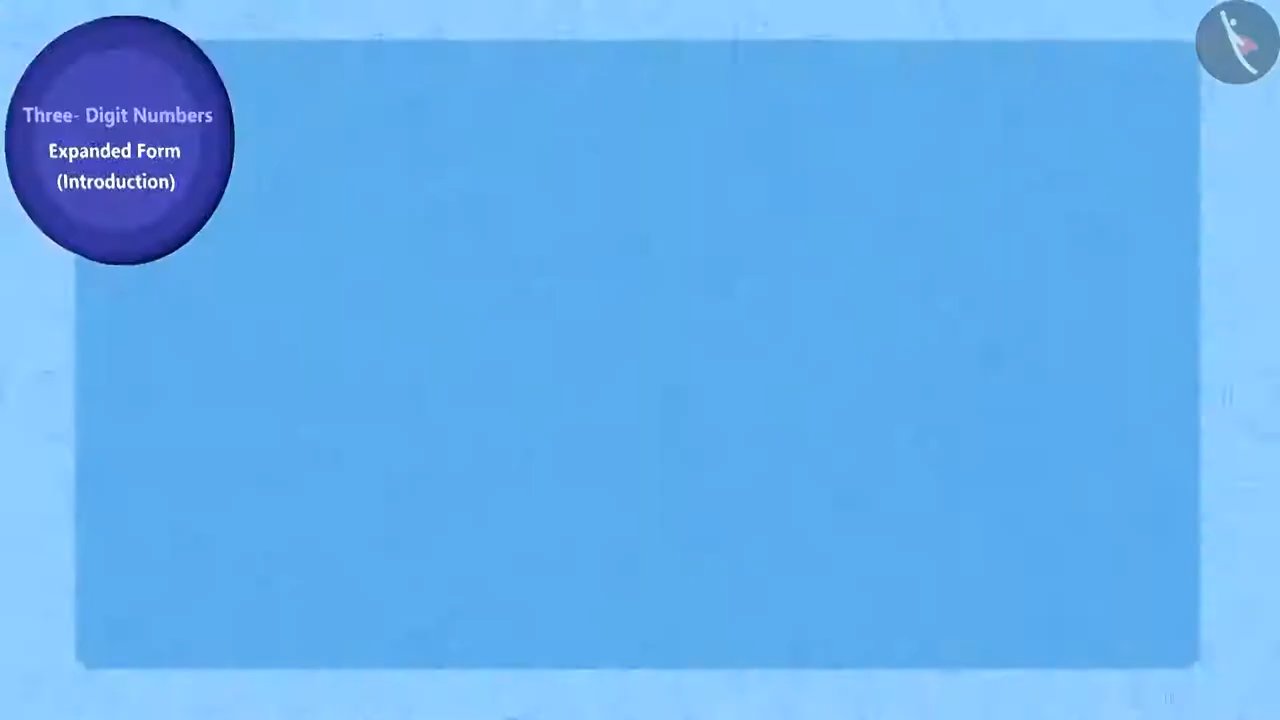 Three- Digit Numbers
Expanded Form
(Introduction)